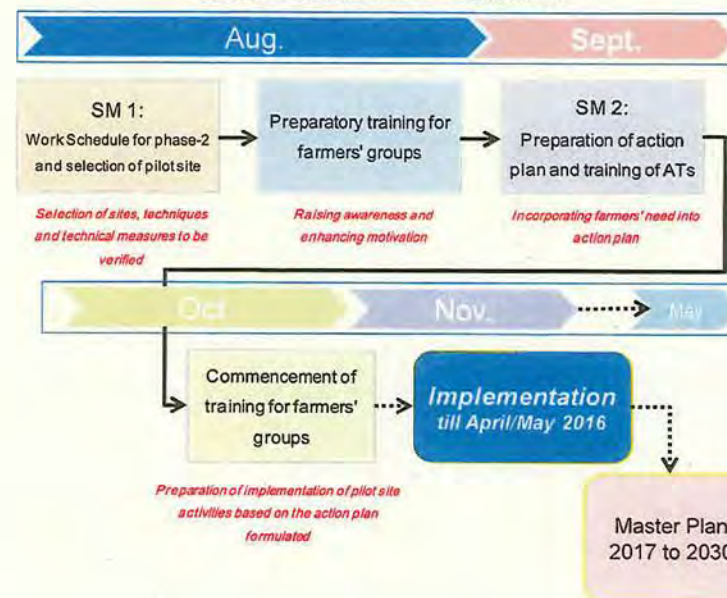 Aug.
Sept.
SM 1:
Work Schedule for phase-2
and selection of pilot site
Preparatory training for
farmers' groups
SM 2:
Preparation of action
plan and training of ATs
Selection of sites, techniques
and technical measures to be
verified
Raising awareness and
enhancing motivation
Incorporating farmers' need into
action plan
Oct
Nov.
May
Commencement of
training for farmers'
groups
Implementation
till April/May 2016
Preparation of implementation of pilot site
activities based on the action plan
formulated
Master Plan
2017 to 2030